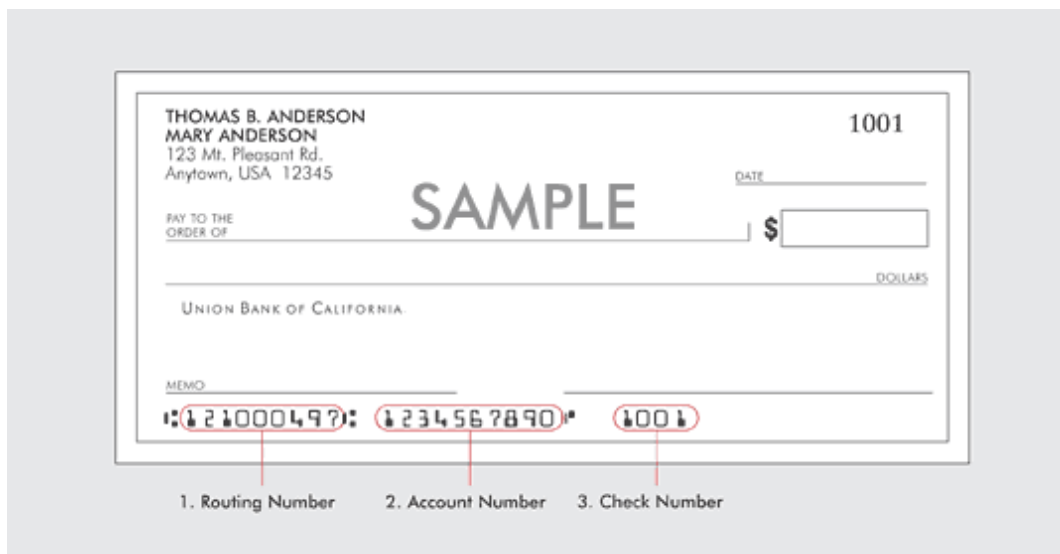 THOMAS B. ANDERSON
MARY ANDERSON
123 Mt. Pleasant Rd.
Anytown, USA 12345
1001
DATE
SAMPLE
PAY TO THE
ORDER OF
$
DOLLARS
UNION BANK OF CALIFORNIA
MEMO
⑆121000497⑆ 1234567890⑈ 1001
1. Routing Number 2. Account Number 3. Check Number